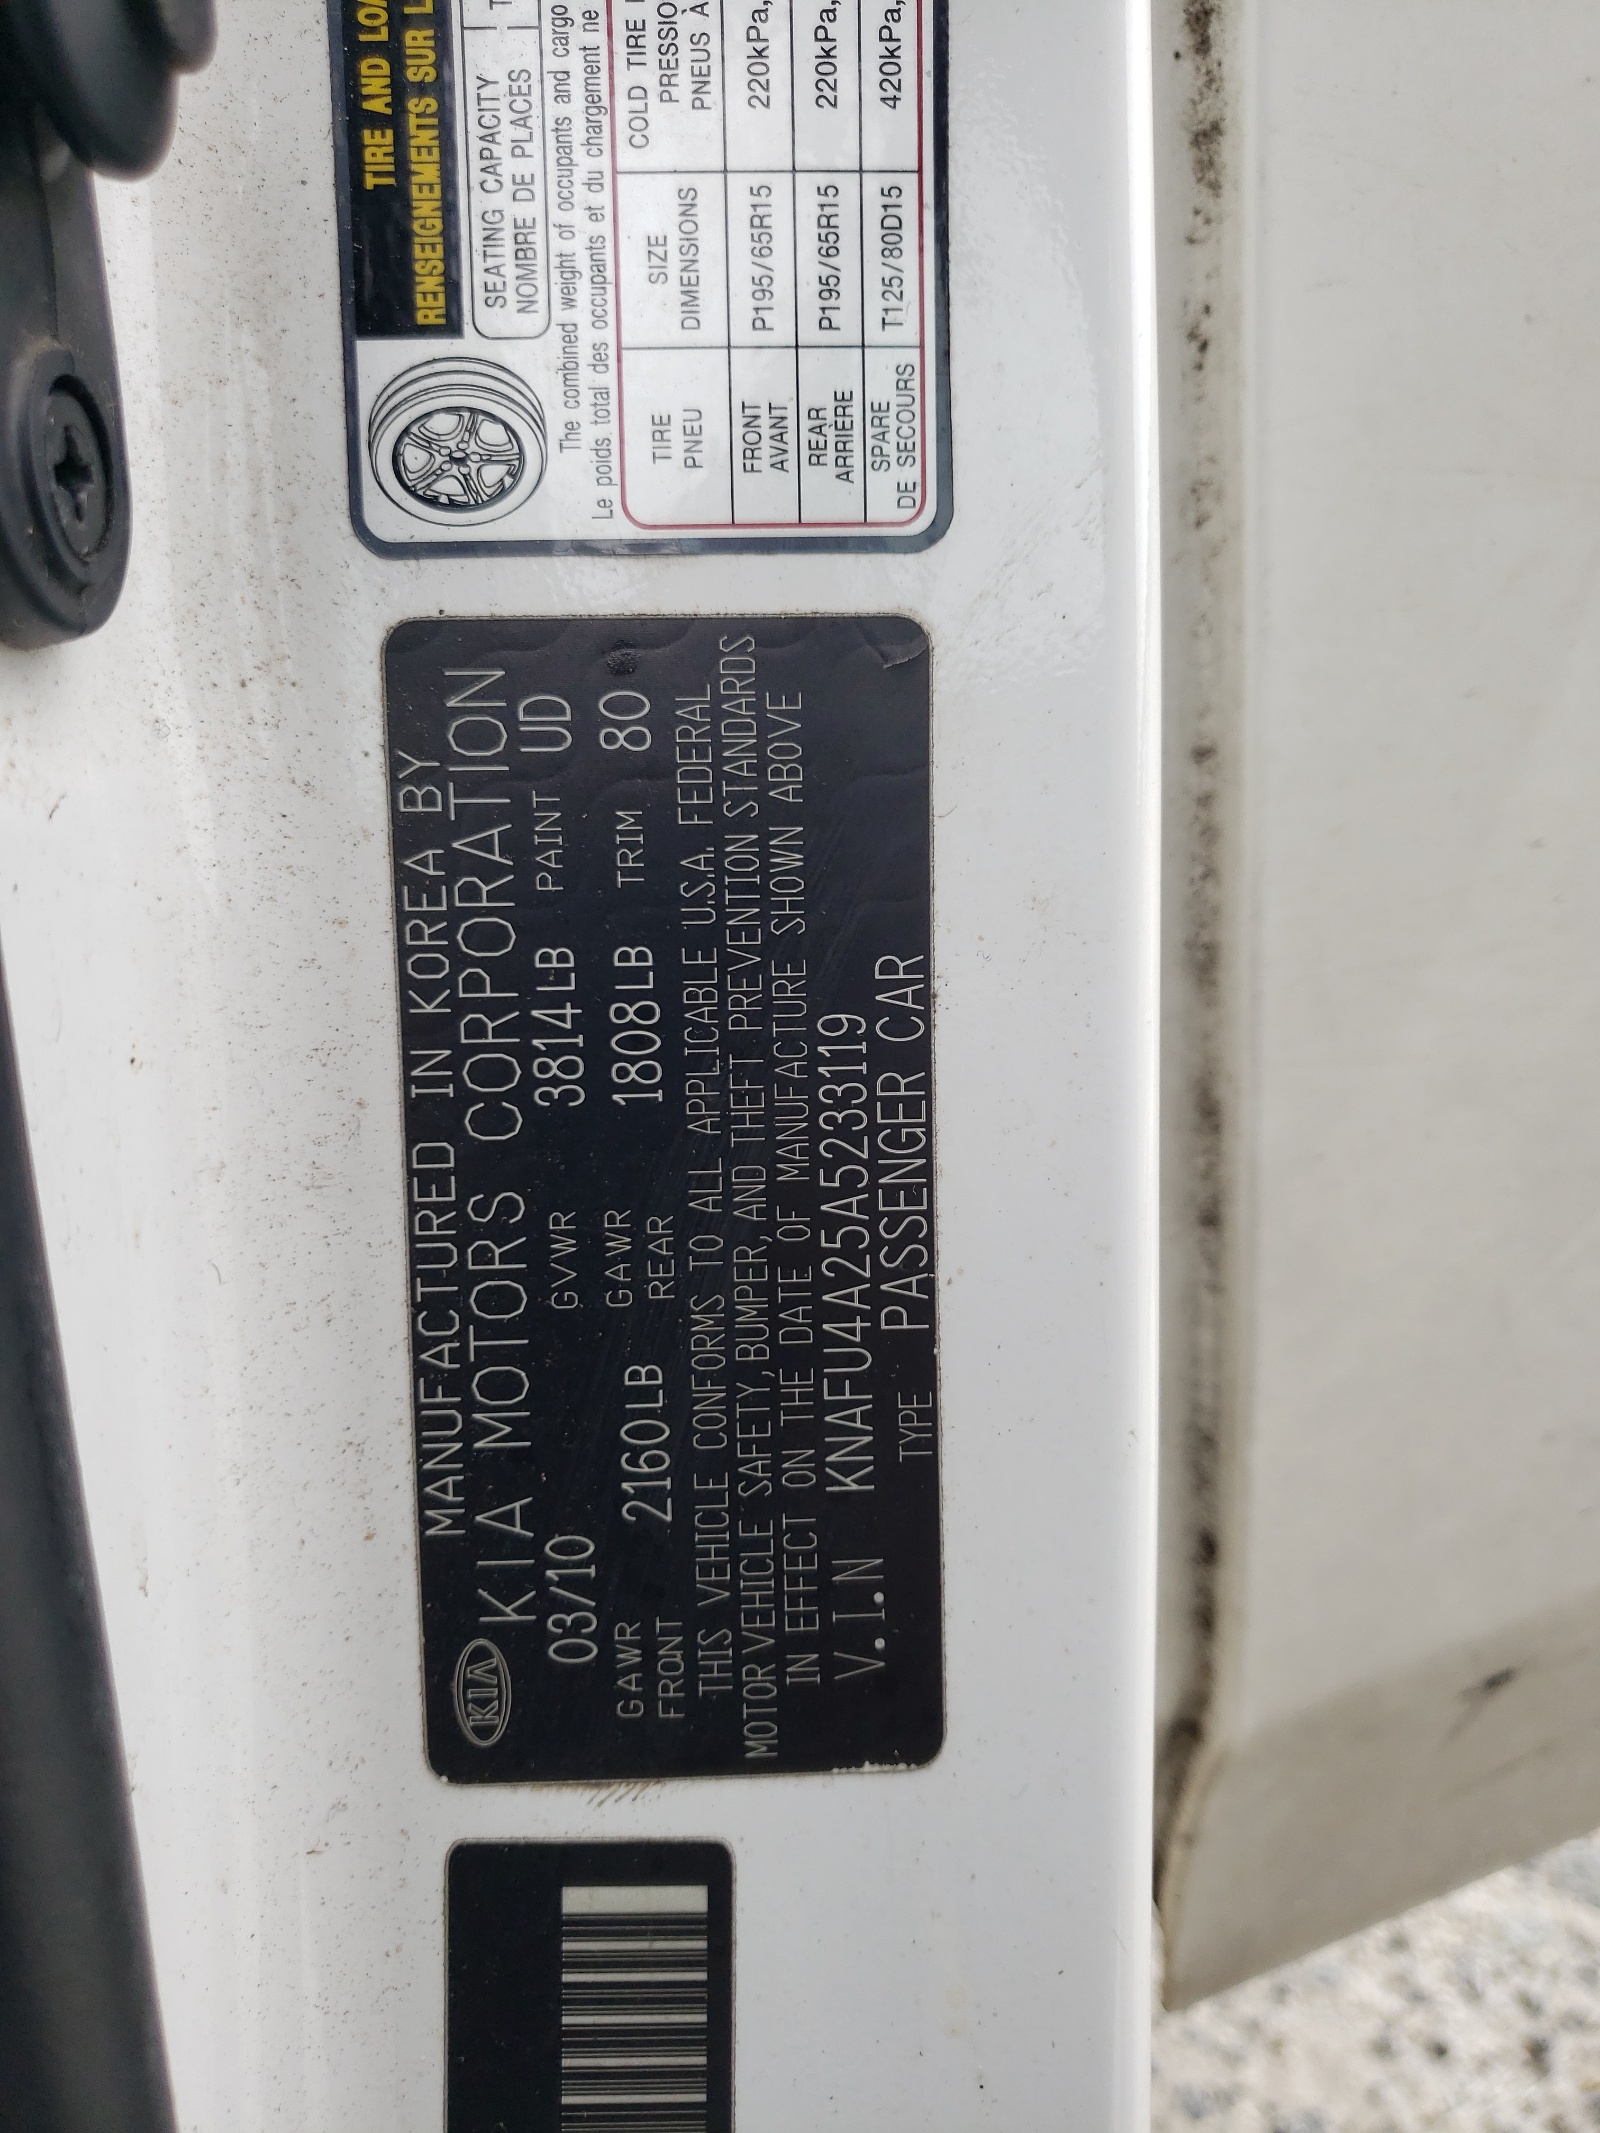 KIA
MANUFACTURED IN KOREA BY
KIA MOTORS CORPORATION
03/10 GVWR 3814LB PAINT UD
GAWR FRONT 2160LB GAWR REAR 1808LB TRIM 80
THIS VEHICLE CONFORMS TO ALL APPLICABLE U.S.A. FEDERAL
MOTOR VEHICLE SAFETY, BUMPER, AND THEFT PREVENTION STANDARDS
IN EFFECT ON THE DATE OF MANUFACTURE SHOWN ABOVE
V.I.N KNAFU4A25A5233119
TYPE PASSENGER CAR
TIRE AND
RENSEIGNEMENTS SUR
SEATING CAPACITY
NOMBRE DE PLACES
The combined weight of occupants and cargo
Le poids total des occupants et du chargement ne
TIRE SIZE COLD TIRE
PNEU DIMENSIONS PNEUS À
FRONT AVANT P195/65R15 220kPa,
REAR ARRIÈRE P195/65R15 220kPa,
SPARE DE SECOURS T125/80D15 420kPa,